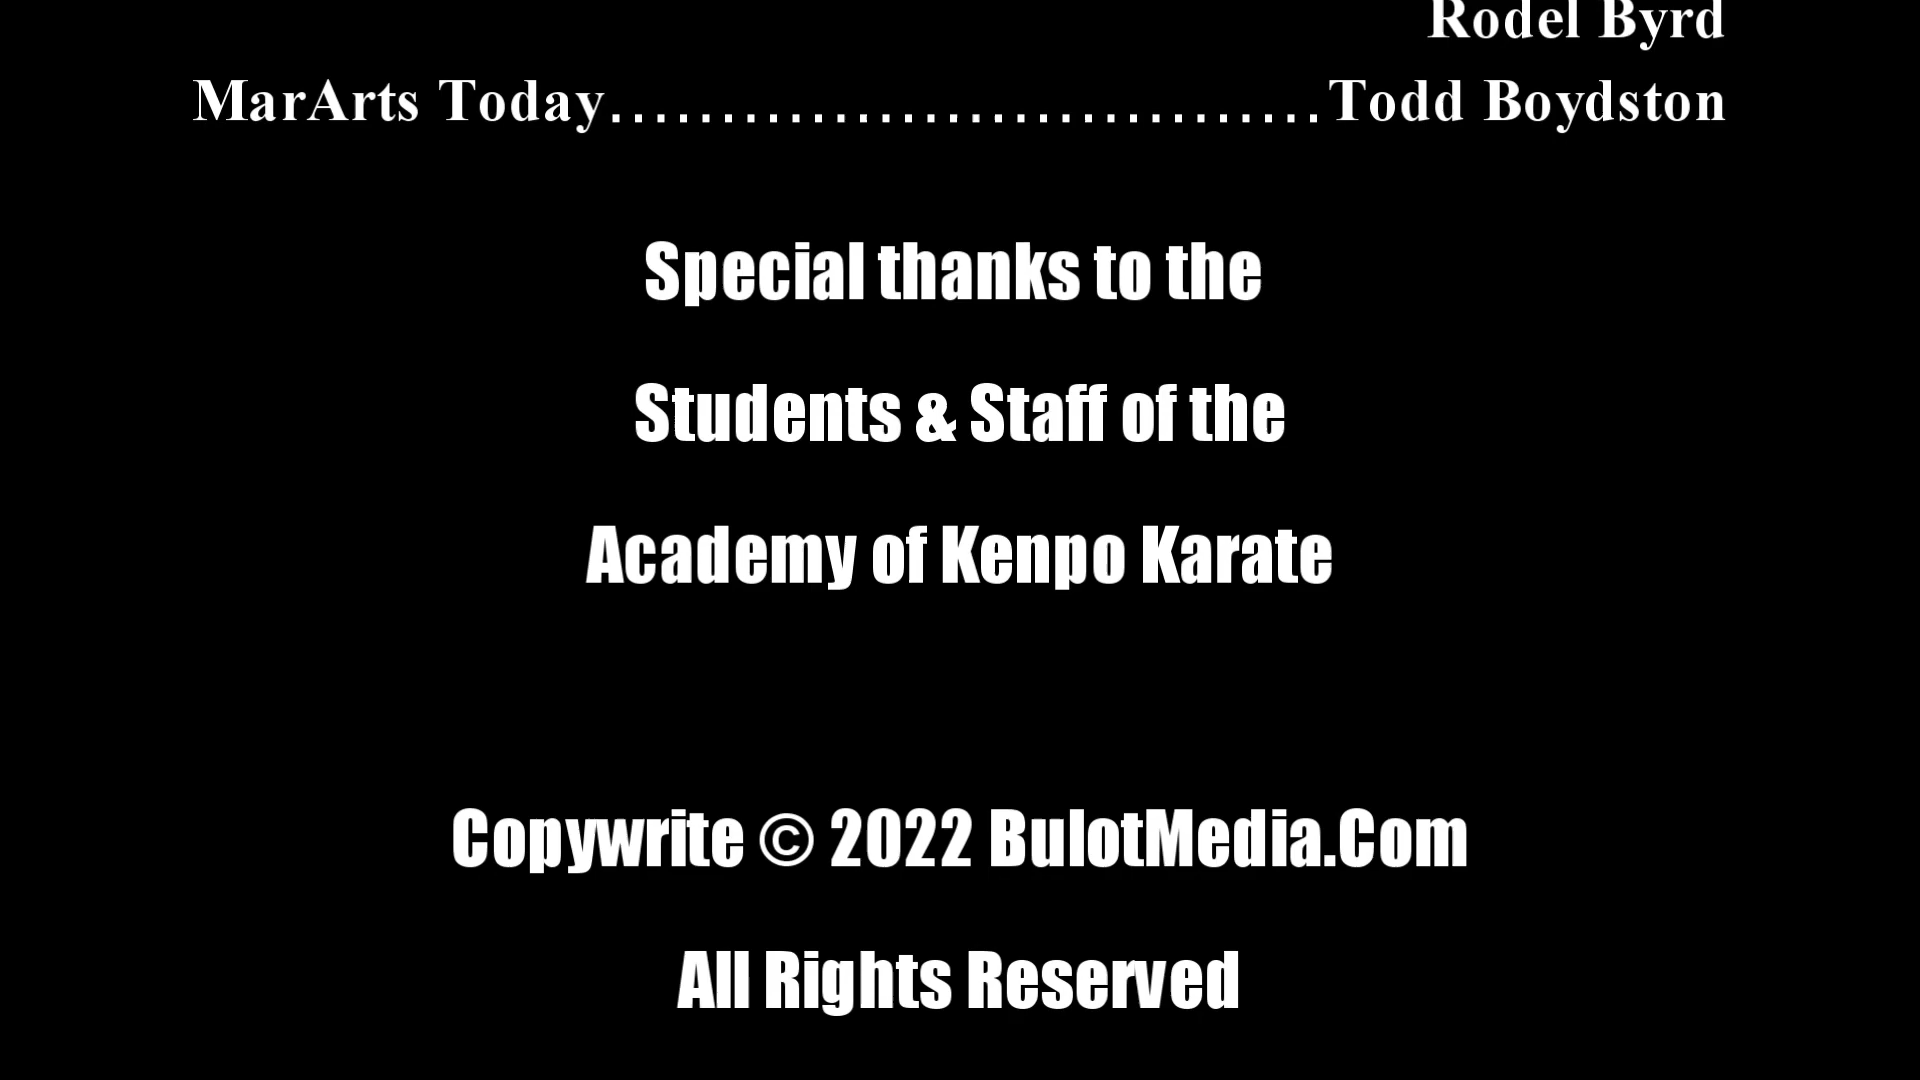 Rodel Byrd
MarArts Today................................Todd Boydston
Special thanks to the
Students & Staff of the
Academy of Kenpo Karate
Copywrite © 2022 BulotMedia.Com
All Rights Reserved